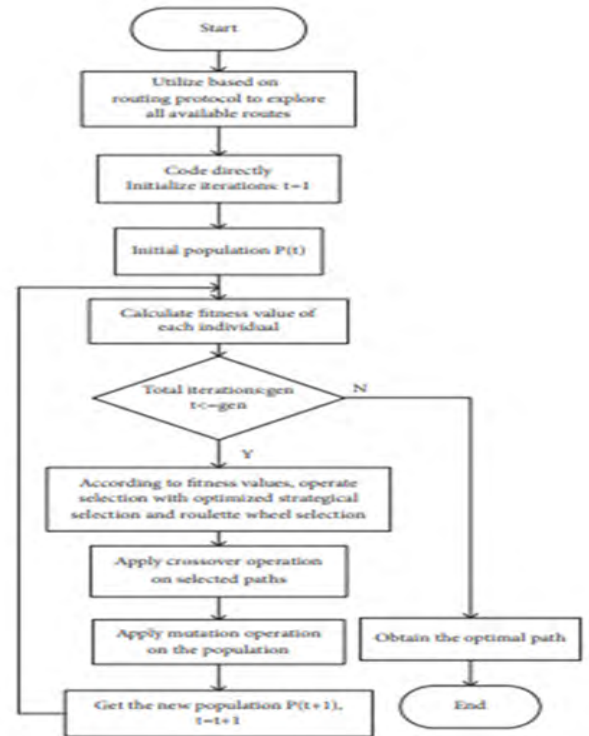 Start
Utilize based on
routing protocol to explore
all available routes
Code directly
Initialize iterations: t=1
Initial population P(t)
Calculate fitness value of
each individual
Total iterations:gen
t<=gen
N
Y
According to fitness values, operate
selection with optimized strategical
selection and roulette wheel selection
Apply crossover operation
on selected paths
Apply mutation operation
on the population
Obtain the optimal path
Get the new population P(t+1),
t=t+1
End